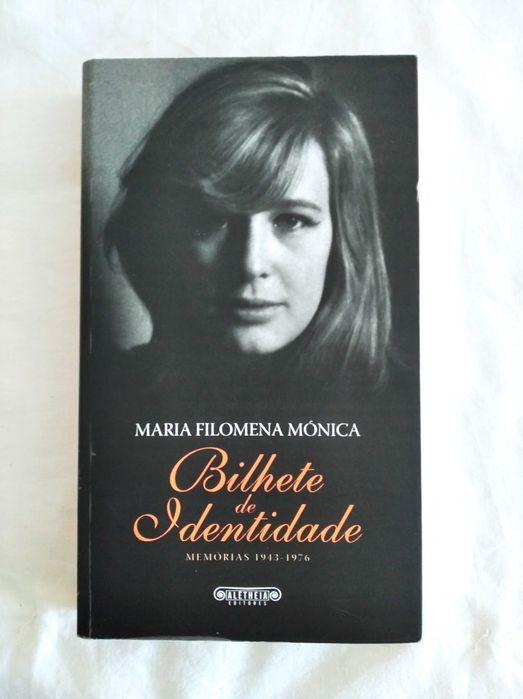 MARIA FILOMENA MÓNICA
Bilhete
de
Identidade
MEMÓRIAS 1943-1976
ALETHEIA
EDITORES